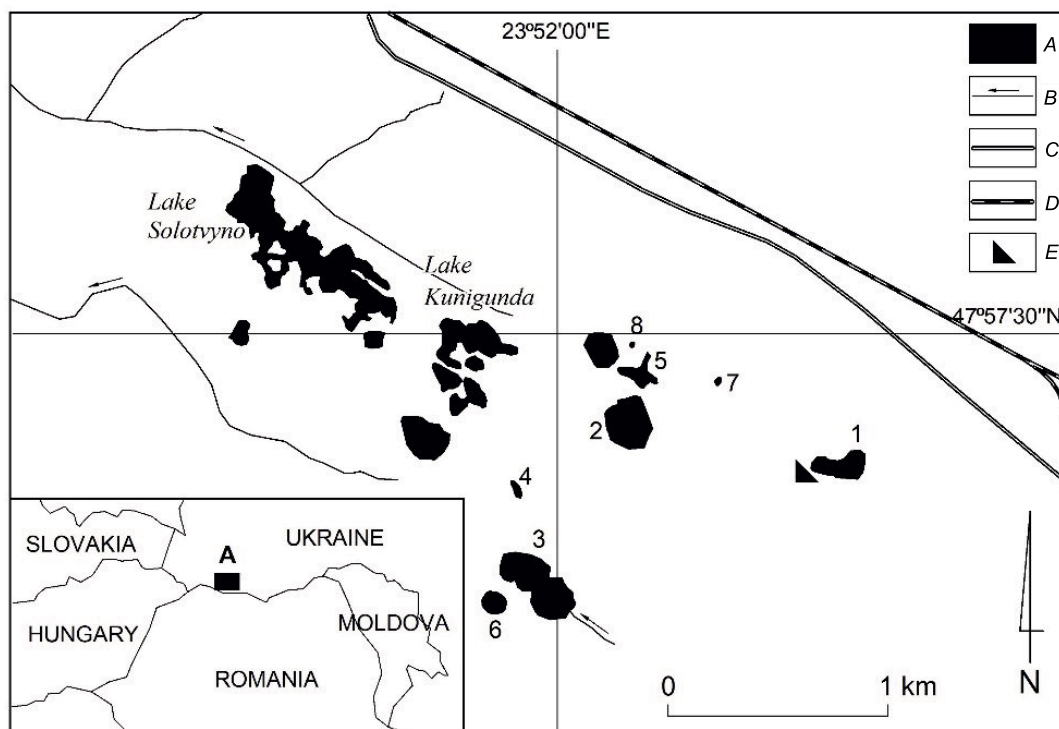 23º52'00''E
A
B
C
D
E
Lake
Solotvyno
Lake
Kunigunda
47º57'30''N
8
5
7
2
1
4
3
6
SLOVAKIA
A
UKRAINE
HUNGARY
MOLDOVA
ROMANIA
0
1 km
N